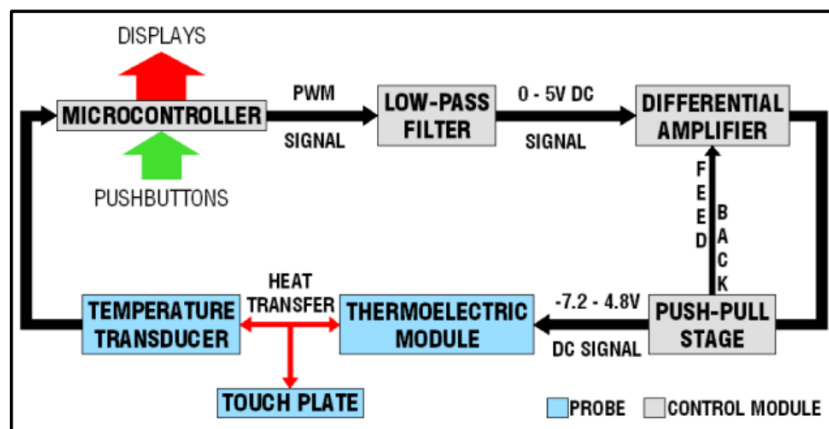 DISPLAYS
MICROCONTROLLER
PUSHBUTTONS
PWM
SIGNAL
LOW-PASS
FILTER
0 - 5V DC
SIGNAL
DIFFERENTIAL
AMPLIFIER
FEED
BACK
TEMPERATURE
TRANSDUCER
HEAT
TRANSFER
THERMOELECTRIC
MODULE
-7.2 - 4.8V
DC SIGNAL
PUSH-PULL
STAGE
TOUCH PLATE
PROBE
CONTROL MODULE